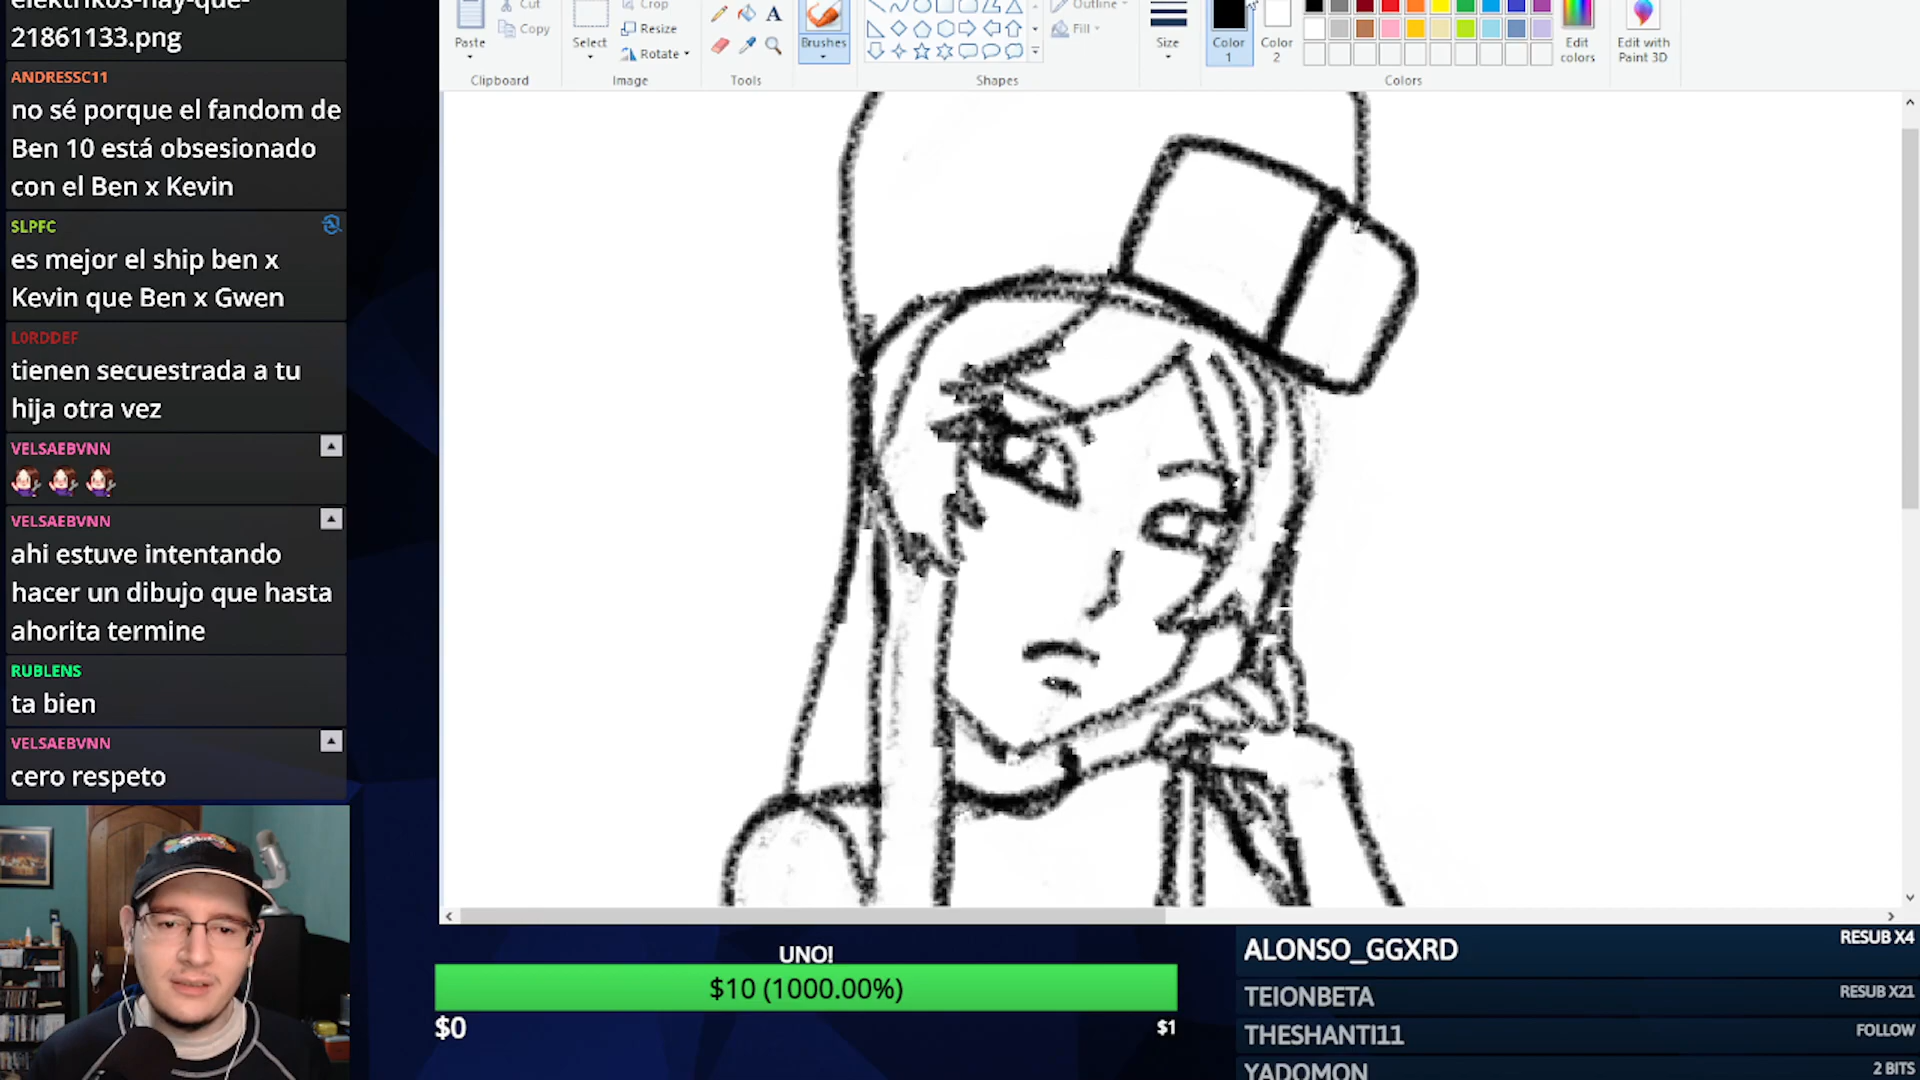 elektrikos-hay-que-
21861133.png
ANDRESSC11
no sé porque el fandom de
Ben 10 está obsesionado
con el Ben x Kevin
SLPFC
es mejor el ship ben x
Kevin que Ben x Gwen
L0RDDEF
tienen secuestrada a tu
hija otra vez
VELSAEBVNN
VELSAEBVNN
ahi estuve intentando
hacer un dibujo que hasta
ahorita termine
RUBLENS
ta bien
VELSAEBVNN
cero respeto
Paste
Cut
Copy
Clipboard
Select
Crop
Resize
Rotate
Image
A
Tools
Brushes
Outline
Fill
Shapes
Size
Color
1
Color
2
Edit
colors
Edit with
Paint 3D
Colors
UNO!
$10 (1000.00%)
$0
$1
ALONSO_GGXRD
RESUB X4
TEIONBETA
RESUB X21
THESHANTI11
FOLLOW
YADOMON
2 BITS